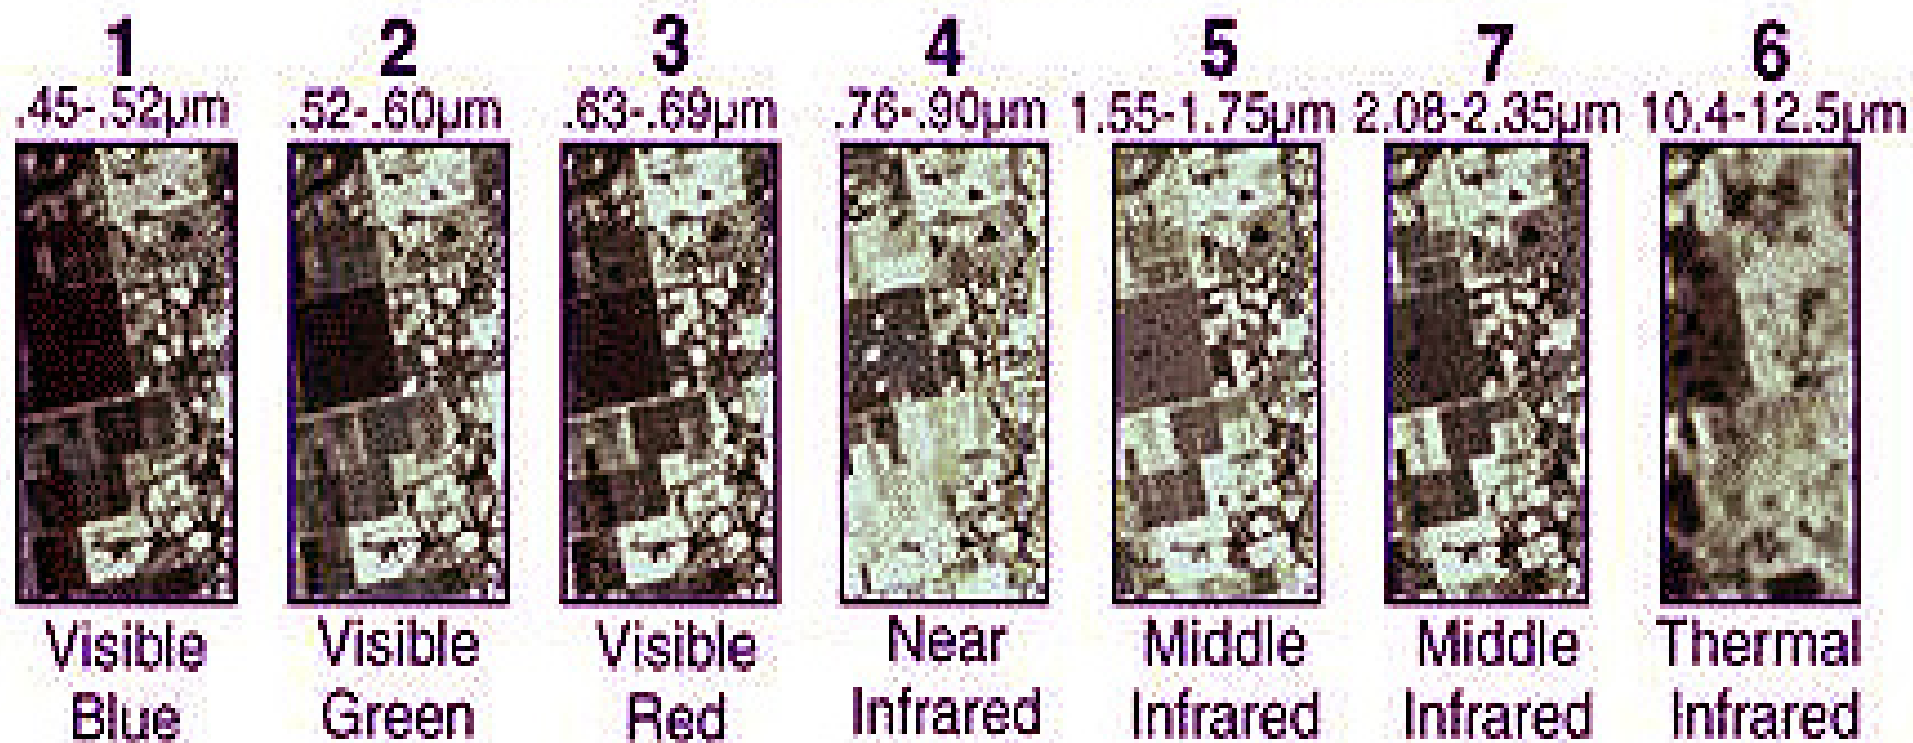 1 2 3 4 5 7 6
.45-.52µm .52-.60µm .63-.69µm .76-.90µm 1.55-1.75µm 2.08-2.35µm 10.4-12.5µm
Visible Visible Visible Near Middle Middle Thermal
Blue Green Red Infrared Infrared Infrared Infrared